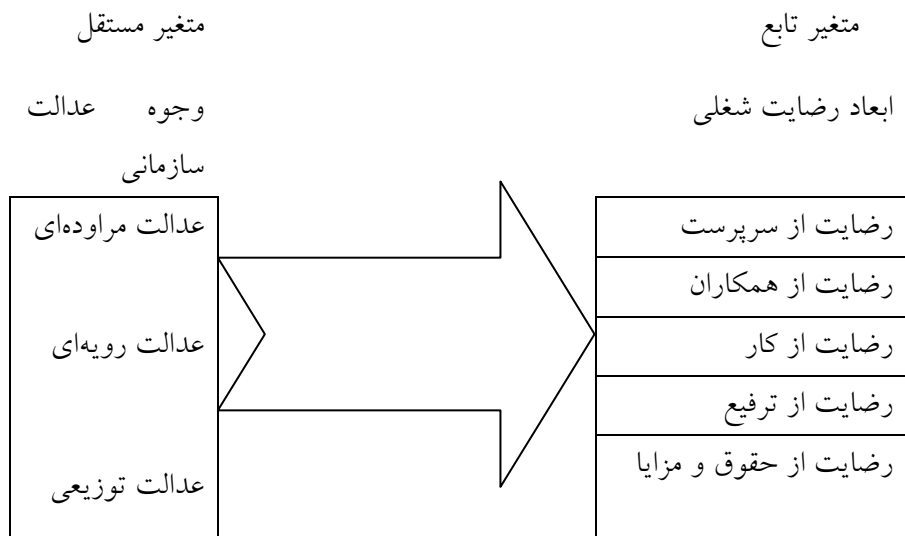 متغیر تابع
متغیر مستقل
ابعاد رضایت شغلی
وجوه عدالت
سازمانی
رضایت از سرپرست
رضایت از همکاران
رضایت از کار
رضایت از ترفیع
رضایت از حقوق و مزایا
عدالت مراوده‌ای
عدالت رویه‌ای
عدالت توزیعی